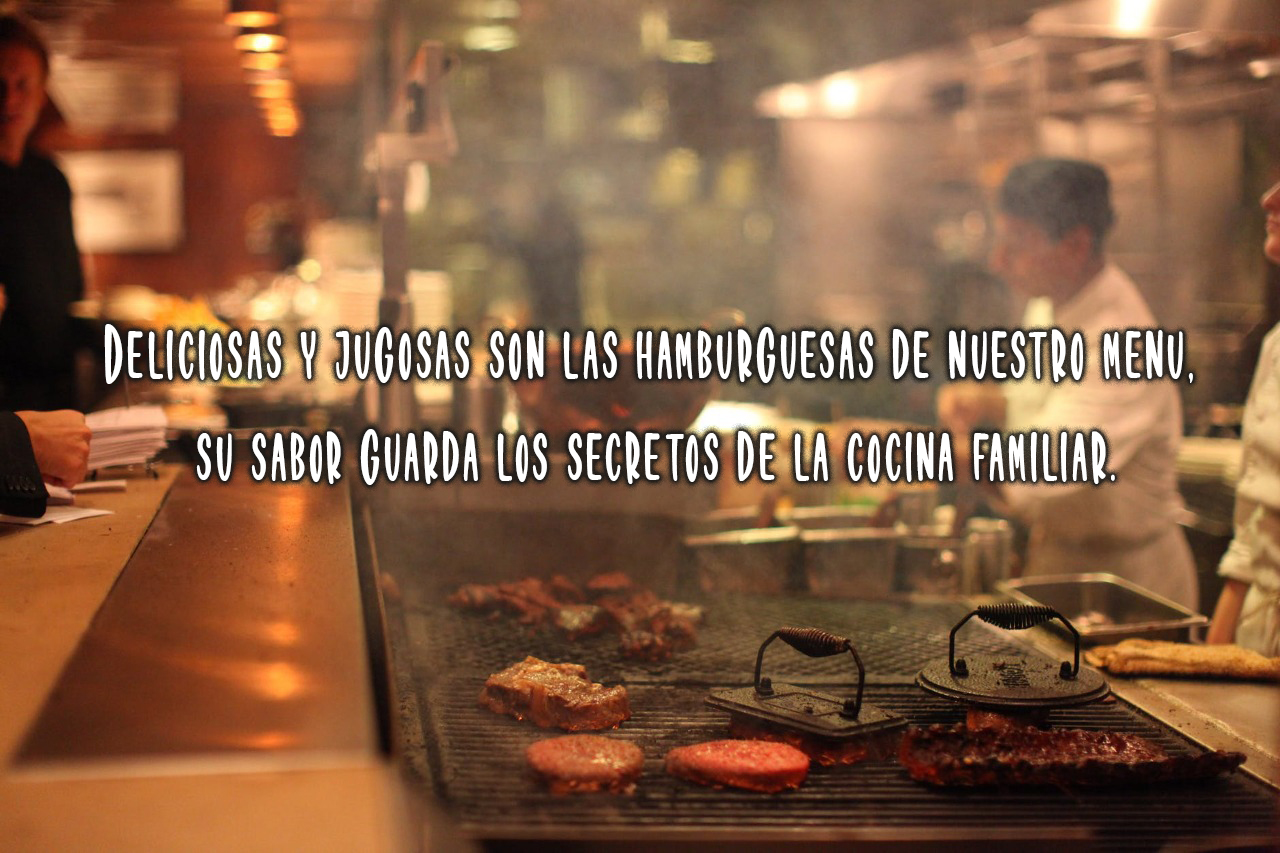 Deliciosas y jugosas son las hamburguesas de nuestro menu,
su sabor guarda los secretos de la cocina familiar.